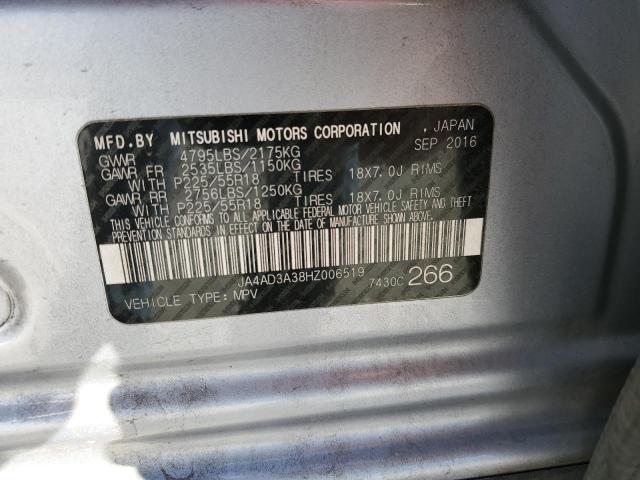 MFD.BY MITSUBISHI MOTORS CORPORATION , JAPAN
GVWR 4795LBS/2175KG SEP 2016
GAWR FR 2535LBS/1150KG
WITH P225/55R18 TIRES 18X7.0J RIMS
GAWR RR 2756LBS/1250KG
WITH P225/55R18 TIRES 18X7.0J RIMS
THIS VEHICLE CONFORMS TO ALL APPLICABLE FEDERAL MOTOR VEHICLE SAFETY AND THEFT
PREVENTION STANDARDS IN EFFECT ON THE DATE OF MANUFACTURE SHOWN ABOVE.
JA4AD3A38HZ006519
VEHICLE TYPE:MPV 7430C 266